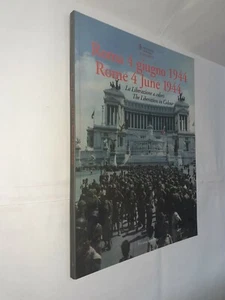 Roma 4 giugno 1944
Rome 4 June 1944
La Liberazione a colori
The Liberation in Colour